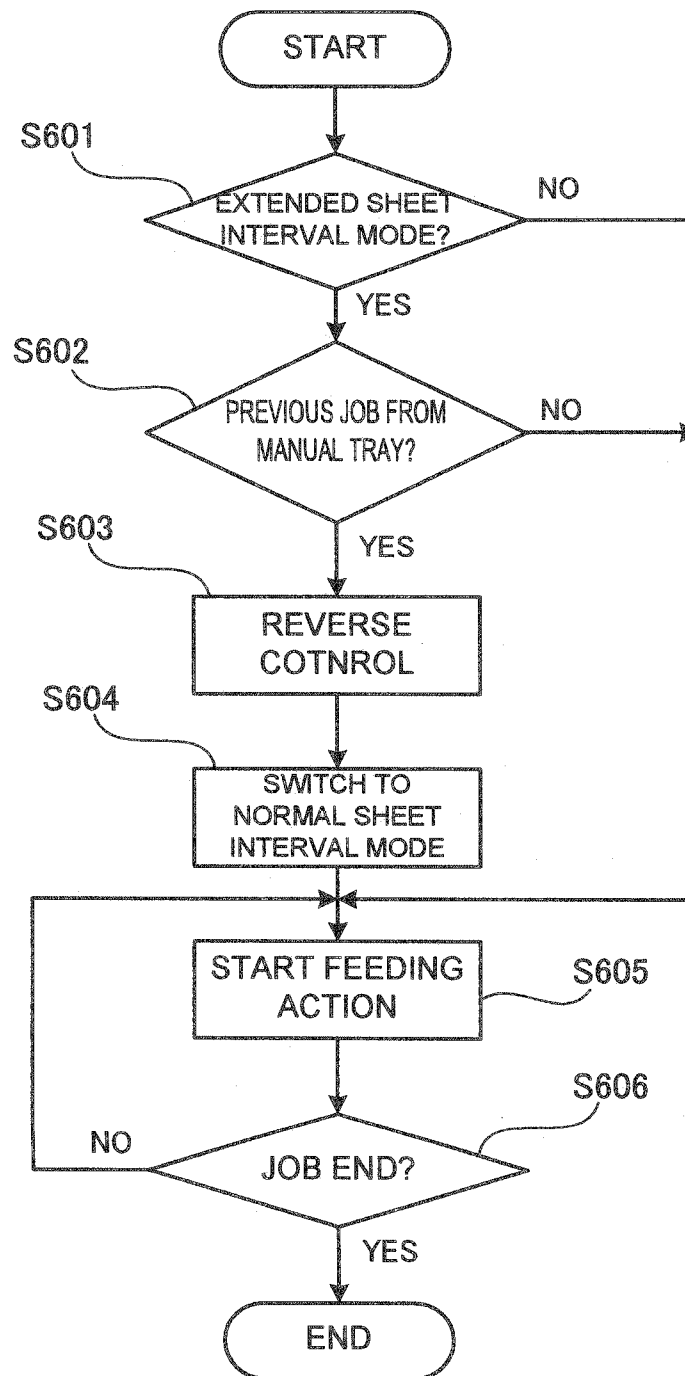 START
S601
EXTENDED SHEET
INTERVAL MODE?
NO
YES
S602
PREVIOUS JOB FROM
MANUAL TRAY?
NO
YES
S603
REVERSE
COTNROL
S604
SWITCH TO
NORMAL SHEET
INTERVAL MODE
START FEEDING
ACTION
S605
S606
JOB END?
NO
YES
END